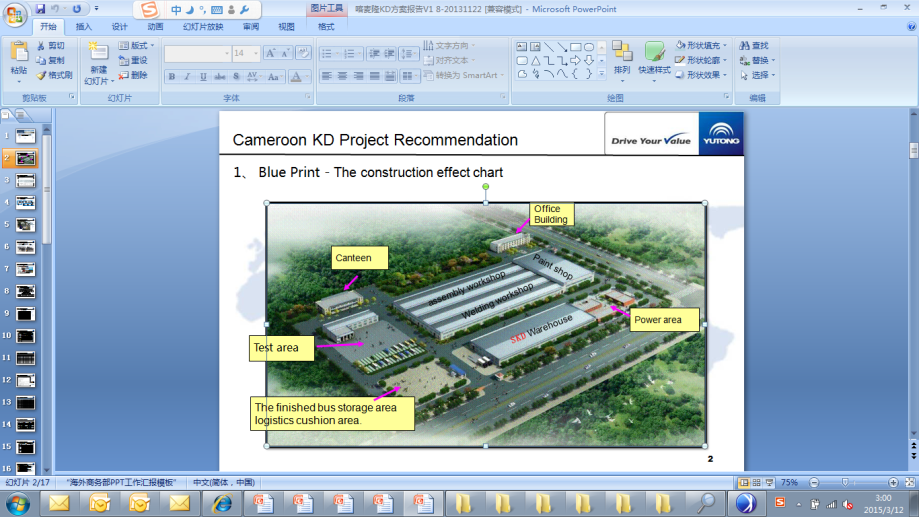 图片工具
喀麦隆KD方案报告V1 8-20131122 [兼容模式] - Microsoft PowerPoint
中
开始 插入 设计 动画 幻灯片放映 审阅 视图 格式
粘贴 剪切 复制 格式刷
新建 幻灯片 版式 重设 删除
14
B I U abe S AV Aa A
文字方向 对齐文本 转换为 SmartArt
排列 快速样式 形状填充 形状轮廓 形状效果
查找 替换 选择
剪贴板 幻灯片 字体 段落 绘图 编辑
1
2
3
4
5
6
7
8
9
10
11
12
13
14
15
16
Cameroon KD Project Recommendation
Drive Your Value YUTONG
1、 Blue Print - The construction effect chart
Office
Building
Canteen
Paint shop
assembly workshop
Welding workshop
SKD Warehouse
Power area
Test area
The finished bus storage area
logistics cushion area.
2
幻灯片 2/17 "海外商务部PPT工作汇报模板" 中文(简体，中国) 75%
3:00
2015/3/12